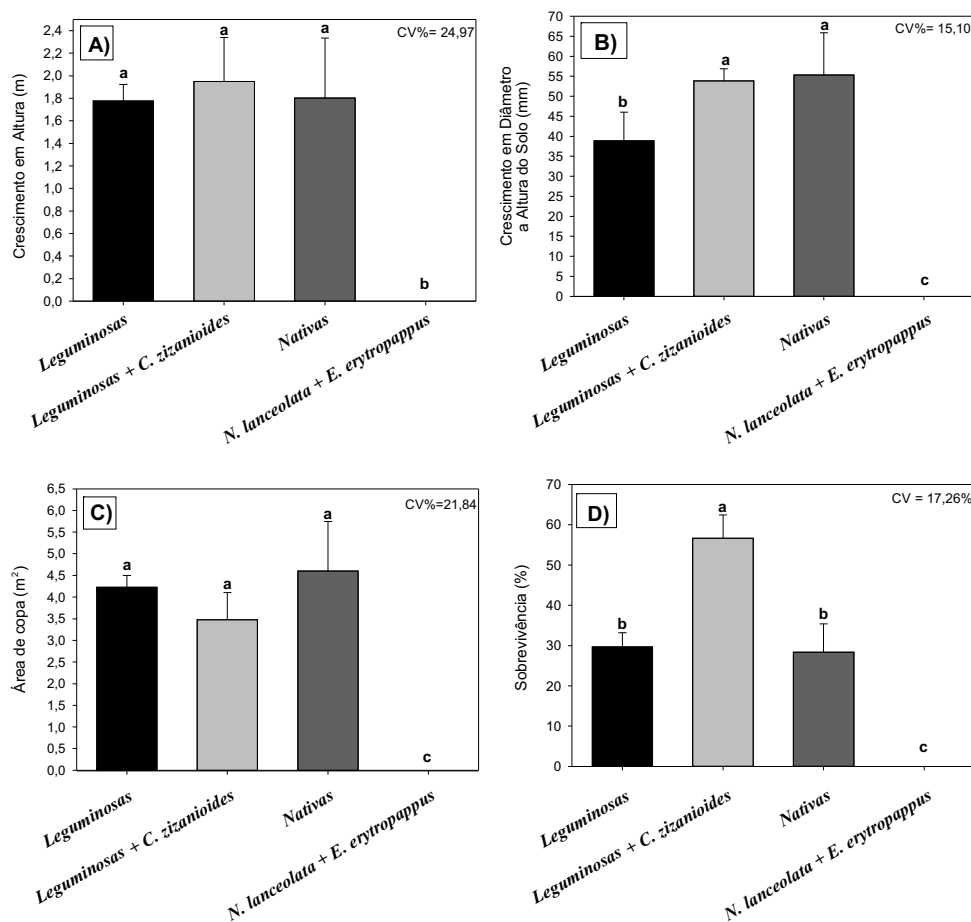 A)
CV%= 24,97
Crescimento em Altura (m)
2,4
2,2
2,0
1,8
1,6
1,4
1,2
1,0
0,8
0,6
0,4
0,2
0,0
a
a
a
b
Leguminosas
Leguminosas + C. zizanioides
Nativas
N. lanceolata + E. erytropappus
B)
CV%= 15,10
Crescimento em Diâmetro
a Altura do Solo (mm)
70
65
60
55
50
45
40
35
30
25
20
15
10
5
0
b
a
a
c
Leguminosas
Leguminosas + C. zizanioides
Nativas
N. lanceolata + E. erytropappus
C)
CV%=21,84
Área de copa (m²)
6,5
6,0
5,5
5,0
4,5
4,0
3,5
3,0
2,5
2,0
1,5
1,0
0,5
0,0
a
a
a
c
Leguminosas
Leguminosas + C. zizanioides
Nativas
N. lanceolata + E. erytropappus
D)
CV = 17,26%
Sobrevivência (%)
70
60
50
40
30
20
10
0
b
a
b
c
Leguminosas
Leguminosas + C. zizanioides
Nativas
N. lanceolata + E. erytropappus